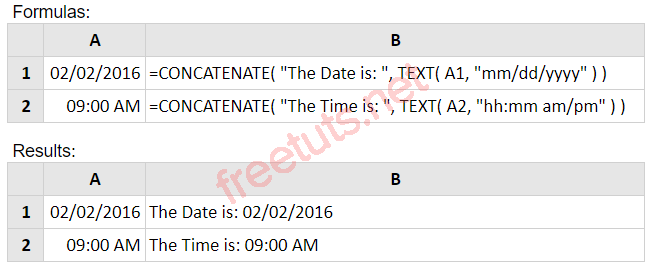 Formulas:
A B
1 02/02/2016 =CONCATENATE( "The Date is: ", TEXT( A1, "mm/dd/yyyy" ) )
2 09:00 AM =CONCATENATE( "The Time is: ", TEXT( A2, "hh:mm am/pm" ) )
freetuts.net
Results:
A B
1 02/02/2016 The Date is: 02/02/2016
2 09:00 AM The Time is: 09:00 AM